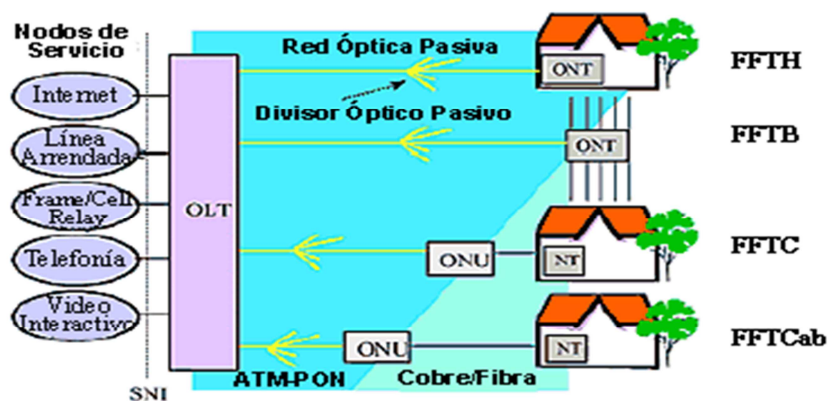 Nodos de
Servicio
Internet
Línea
Arrendada
Frame/Cell
Relay
Telefonía
Video
Interactivo
SNI
OLT
Red Óptica Pasiva
Divisor Óptico Pasivo
ONT
FFTH
ONT
FFTB
ONU
NT
FFTC
ONU
NT
FFTCab
ATM-PON
Cobre/Fibra